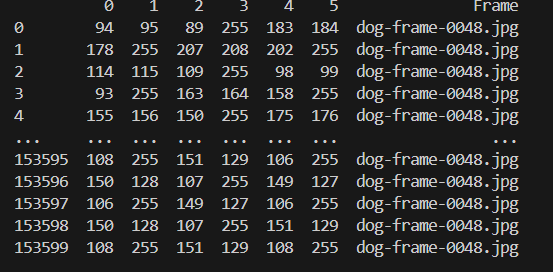 0 1 2 3 4 5 Frame
0 94 95 89 255 183 184 dog-frame-0048.jpg
1 178 255 207 208 202 255 dog-frame-0048.jpg
2 114 115 109 255 98 99 dog-frame-0048.jpg
3 93 255 163 164 158 255 dog-frame-0048.jpg
4 155 156 150 255 175 176 dog-frame-0048.jpg
... ... ... ... ... ... ... ...
153595 108 255 151 129 106 255 dog-frame-0048.jpg
153596 150 128 107 255 149 127 dog-frame-0048.jpg
153597 106 255 149 127 106 255 dog-frame-0048.jpg
153598 150 128 107 255 151 129 dog-frame-0048.jpg
153599 108 255 151 129 108 255 dog-frame-0048.jpg